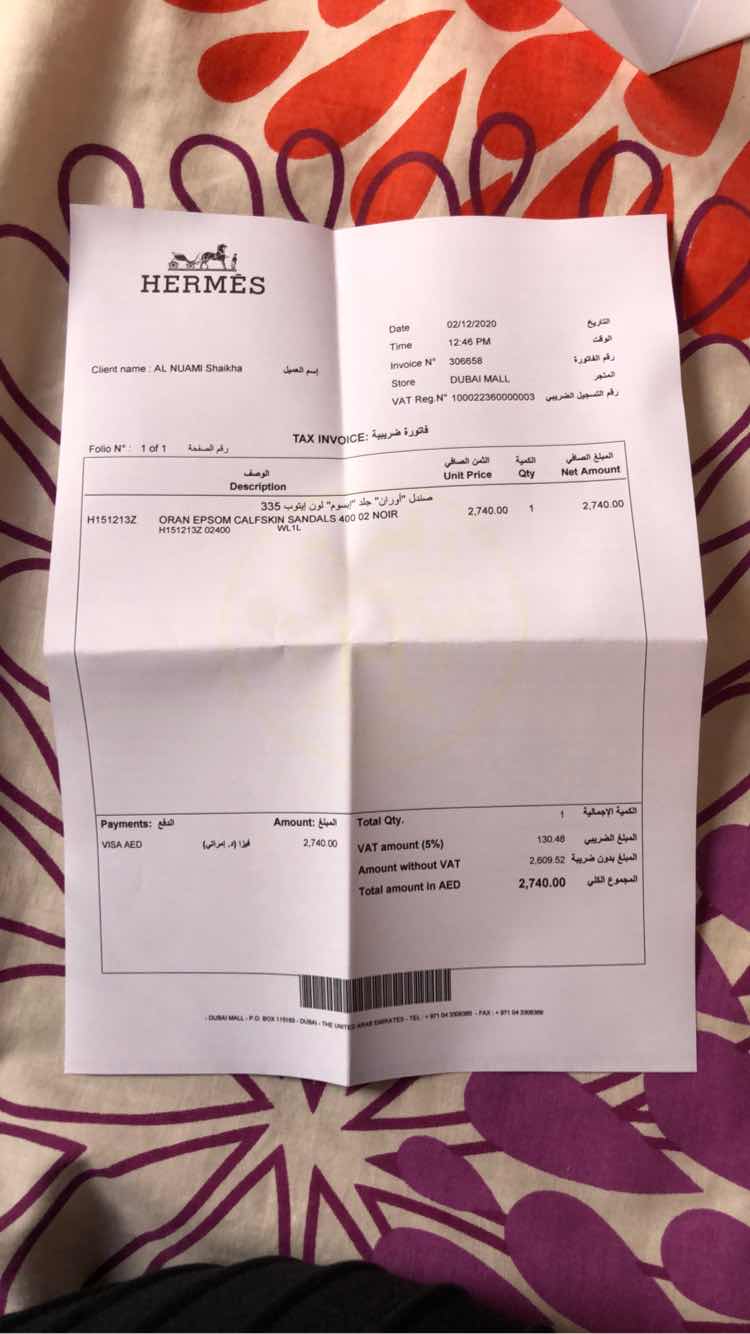 HERMÈS
Date 02/12/2020 التاريخ
Time 12:46 PM الوقت
Invoice N° 306658 رقم الفاتورة
Store DUBAI MALL المتجر
VAT Reg.N° 100022360000003 رقم التسجيل الضريبي
Client name : AL NUAMI Shaikha إسم العميل
TAX INVOICE: فاتورة ضريبية
Folio N° : 1 of 1 رقم الصفحة
الوصف الثمن الصافي الكمية المبلغ الصافي
Description Unit Price Qty Net Amount
صندل "أوران" جلد "إبسوم" لون إيتوب 335
H151213Z ORAN EPSOM CALFSKIN SANDALS 400 02 NOIR 2,740.00 1 2,740.00
H151213Z 02400 WL1L
Payments: الدفع Amount: المبلغ
VISA AED فيزا (د. إمراتي) 2,740.00
Total Qty. 1 الكمية الإجمالية
VAT amount (5%) 130.48 المبلغ الضريبي
Amount without VAT 2,609.52 المبلغ بدون ضريبة
Total amount in AED 2,740.00 المجموع الكلي
- DUBAI MALL - P.O. BOX - DUBAI - THE UNITED ARAB EMIRATES - TEL : + 971 04 - FAX : + 971 04